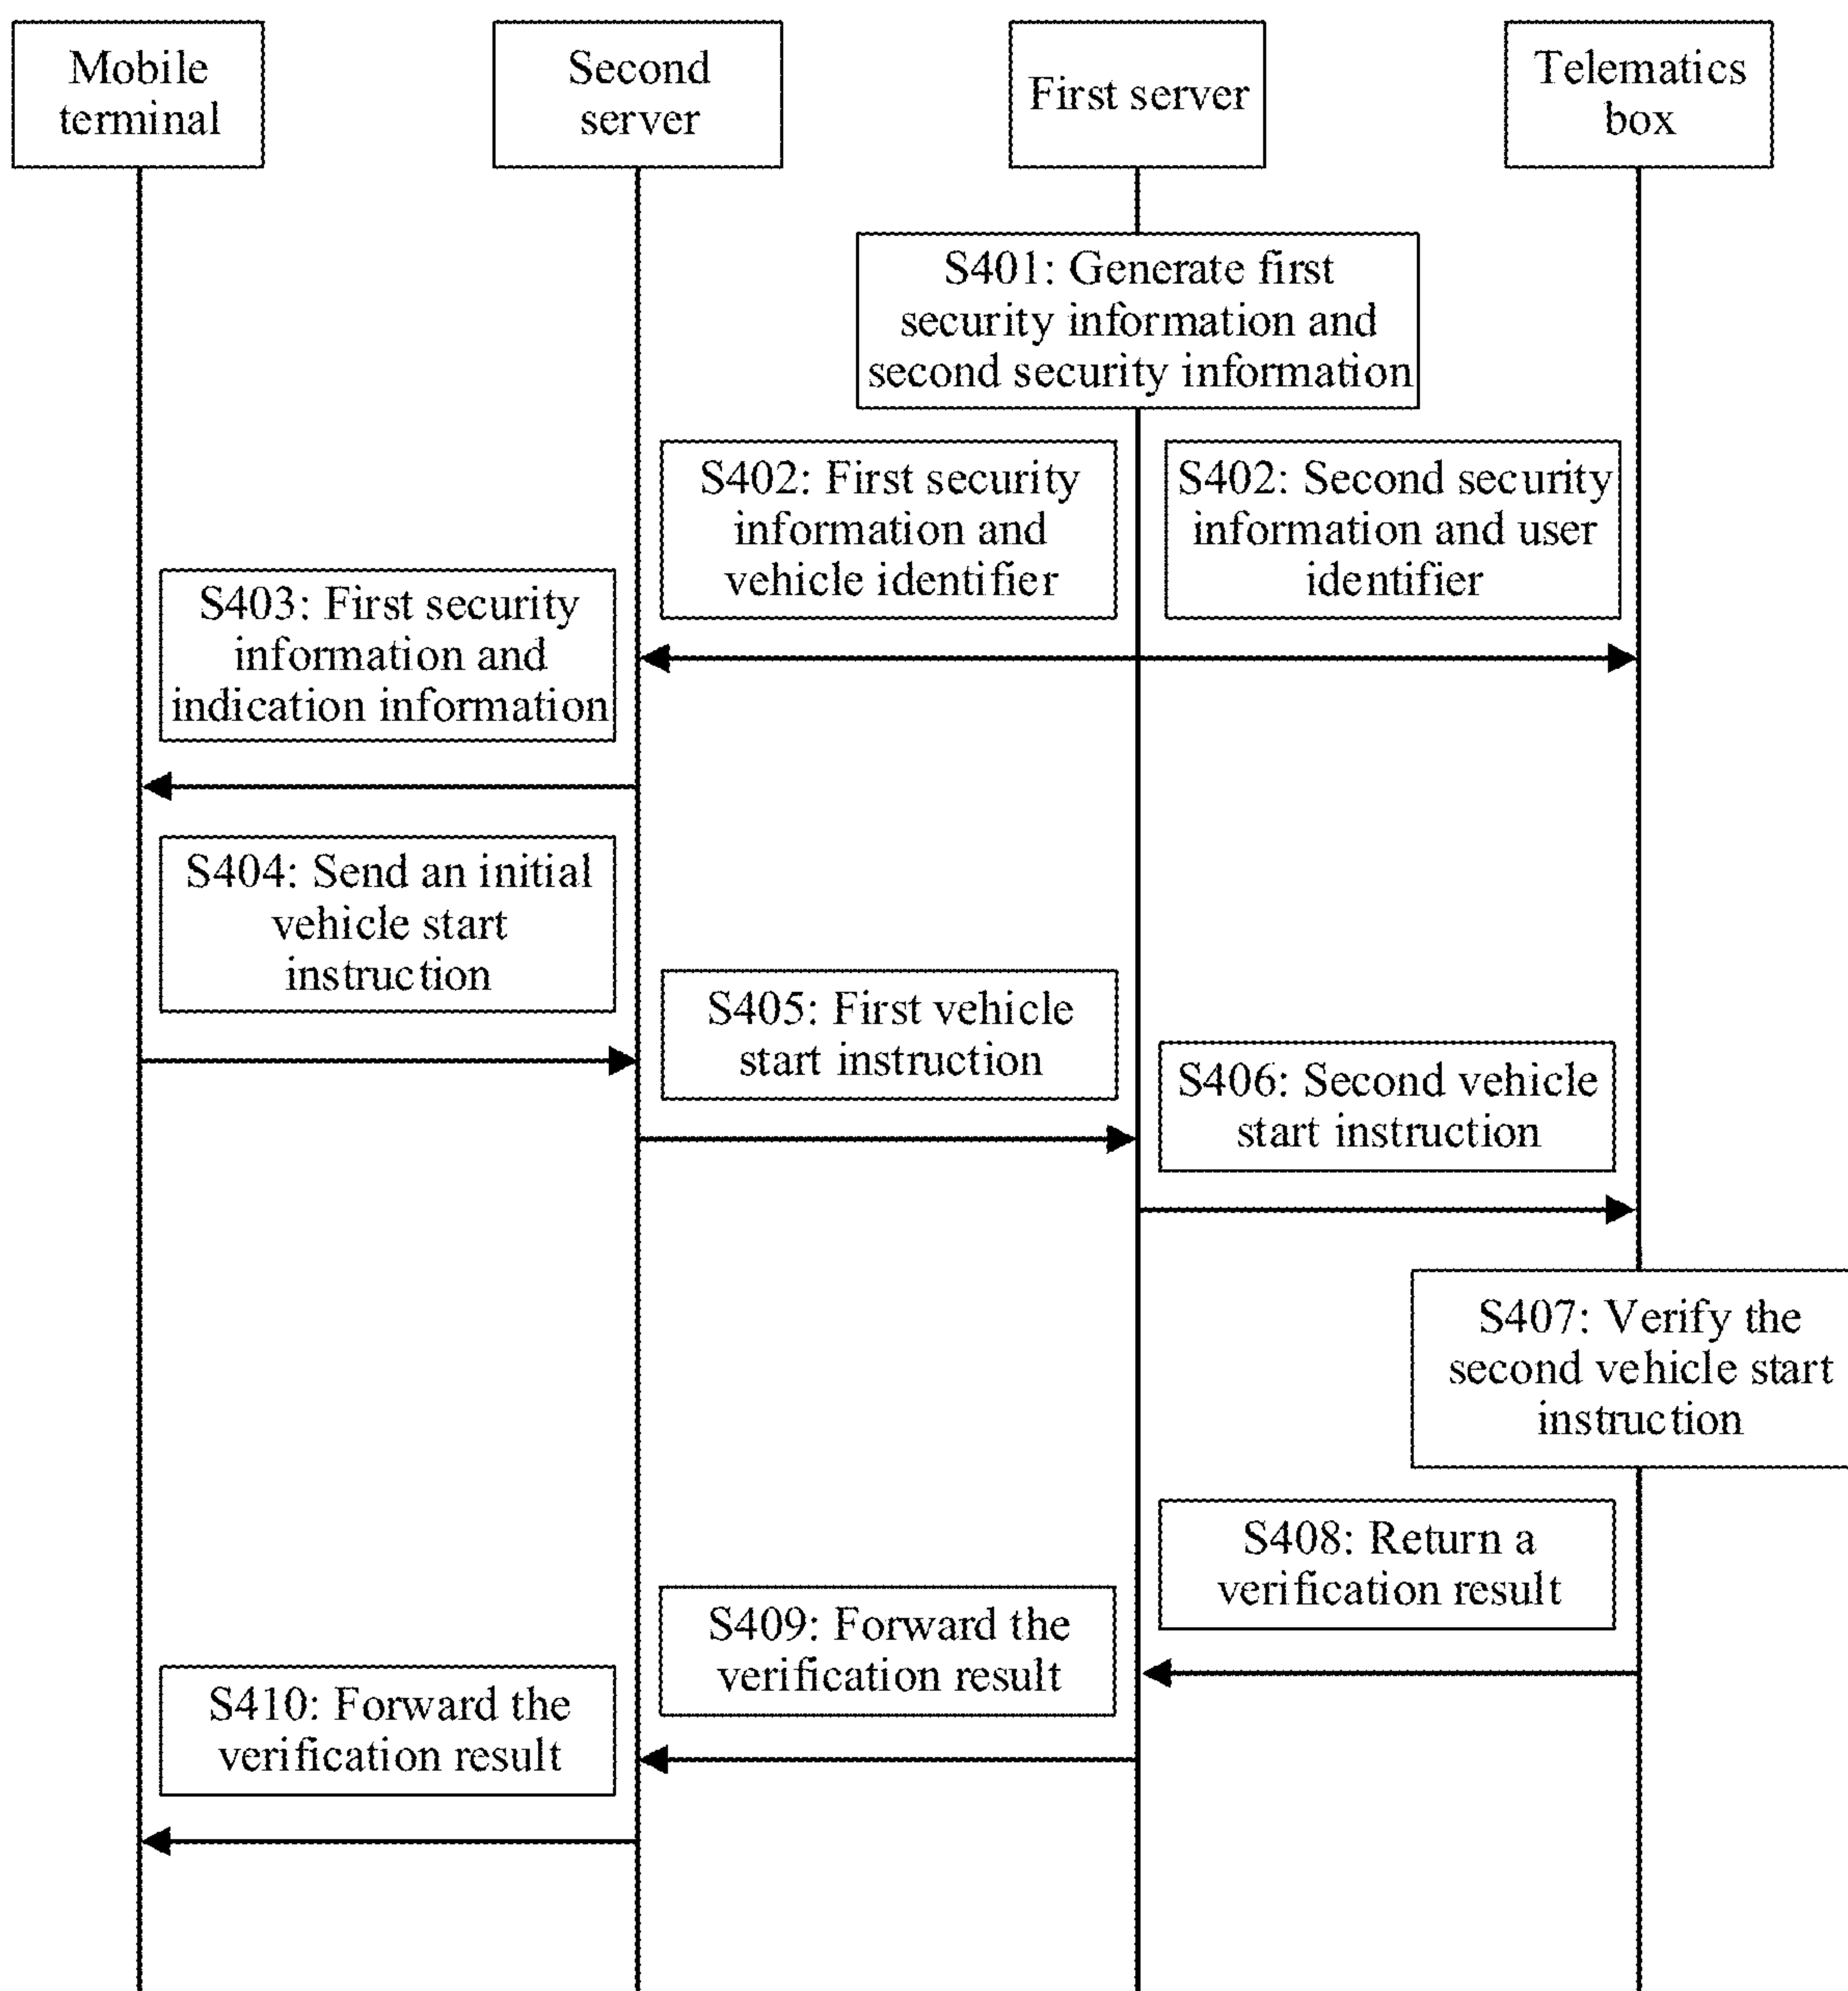 Mobile
terminal
Second
server
First server
Telematics
box
S401: Generate first
security information and
second security information
S402: First security
information and
vehicle identifier
S402: Second security
information and user
identifier
S403: First security
information and
indication information
S404: Send an initial
vehicle start
instruction
S405: First vehicle
start instruction
S406: Second vehicle
start instruction
S407: Verify the
second vehicle start
instruction
S408: Return a
verification result
S409: Forward the
verification result
S410: Forward the
verification result